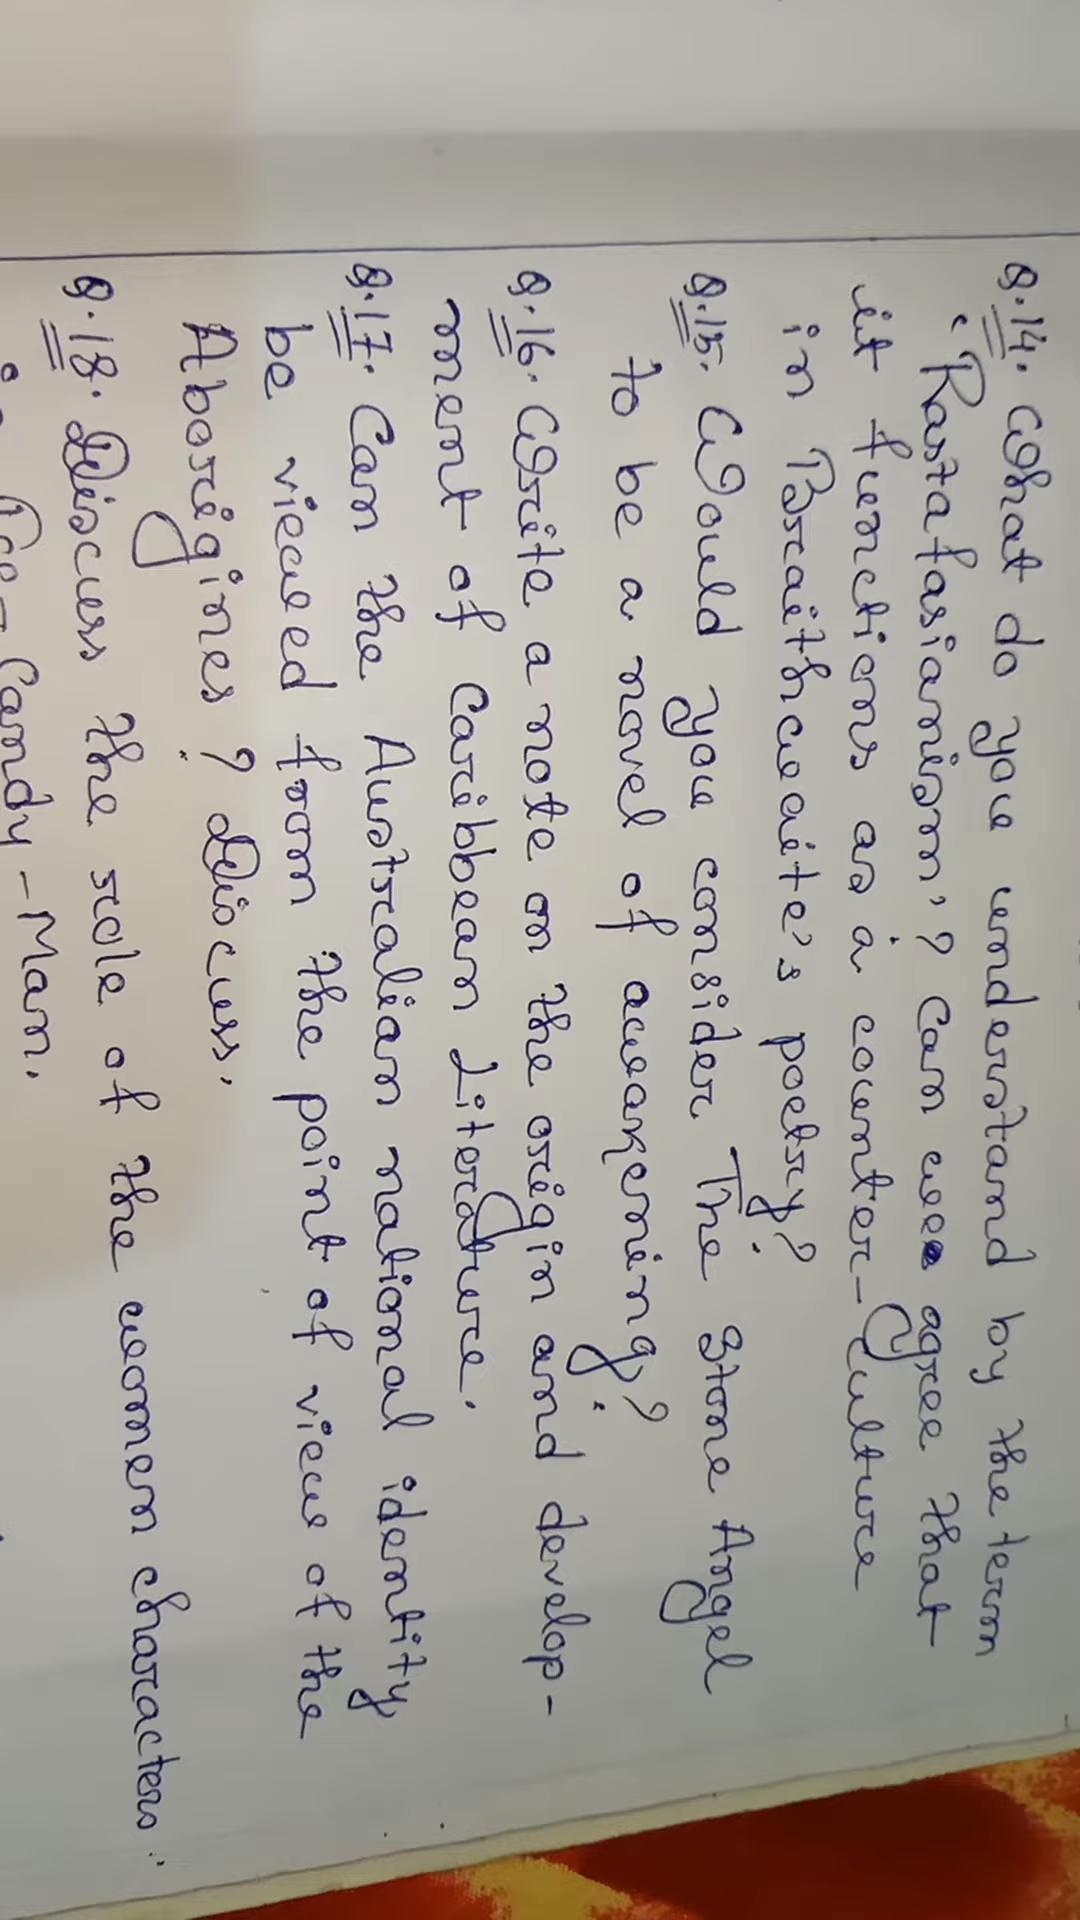 Q.14. What do you understand by the term
'Rastafasianism'? Can we agree that
it functions as a counter-Culture
in Braithwaite's poetry?
Q.15. Would you consider The Stone Angel
to be a novel of awakening?
Q.16. Write a note on the origin and develop-
ment of Caribbean Literature.
Q.17. Can the Australian national identity
be viewed from the point of view of the
Aborigines? Discuss.
Q.18. Discuss the role of the women characters
Candy-Man.